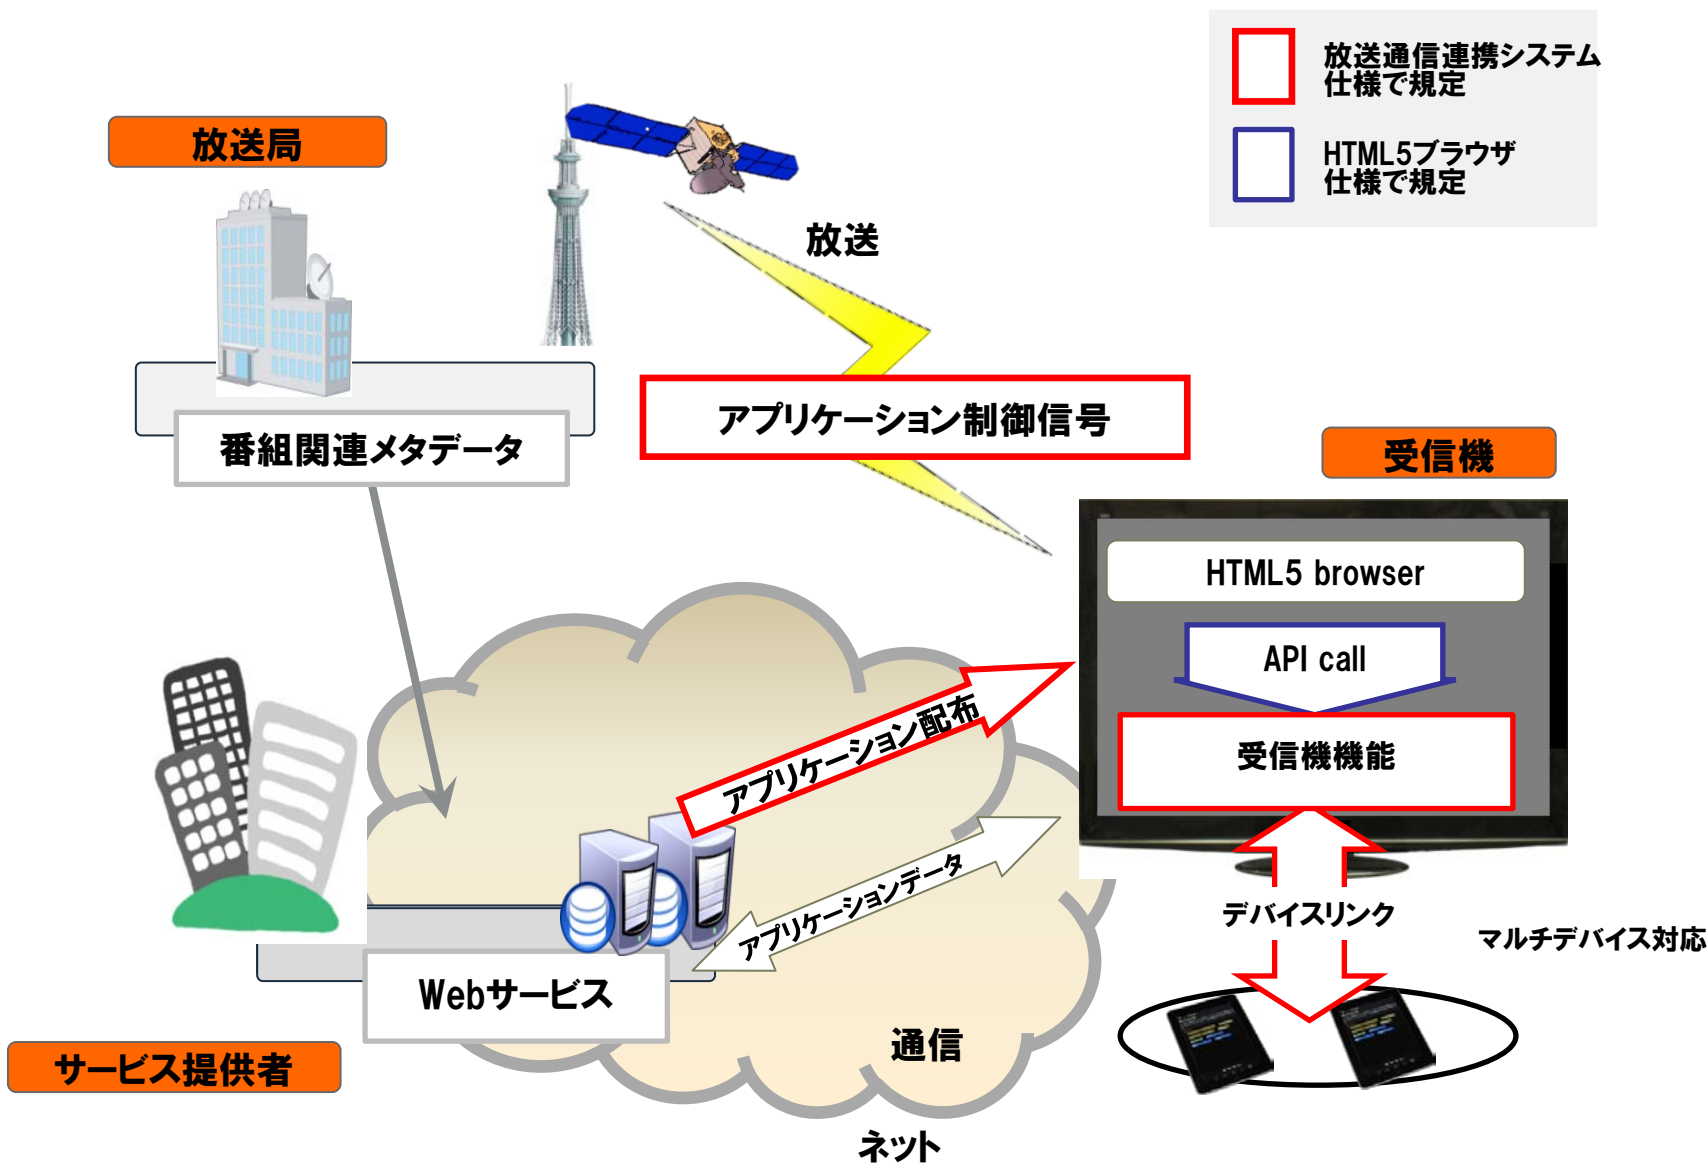 放送通信連携システム
仕様で規定
HTML5ブラウザ
仕様で規定
放送局
放送
アプリケーション制御信号
番組関連メタデータ
受信機
HTML5 browser
API call
受信機機能
アプリケーション配布
アプリケーションデータ
デバイスリンク
マルチデバイス対応
Webサービス
通信
サービス提供者
ネット